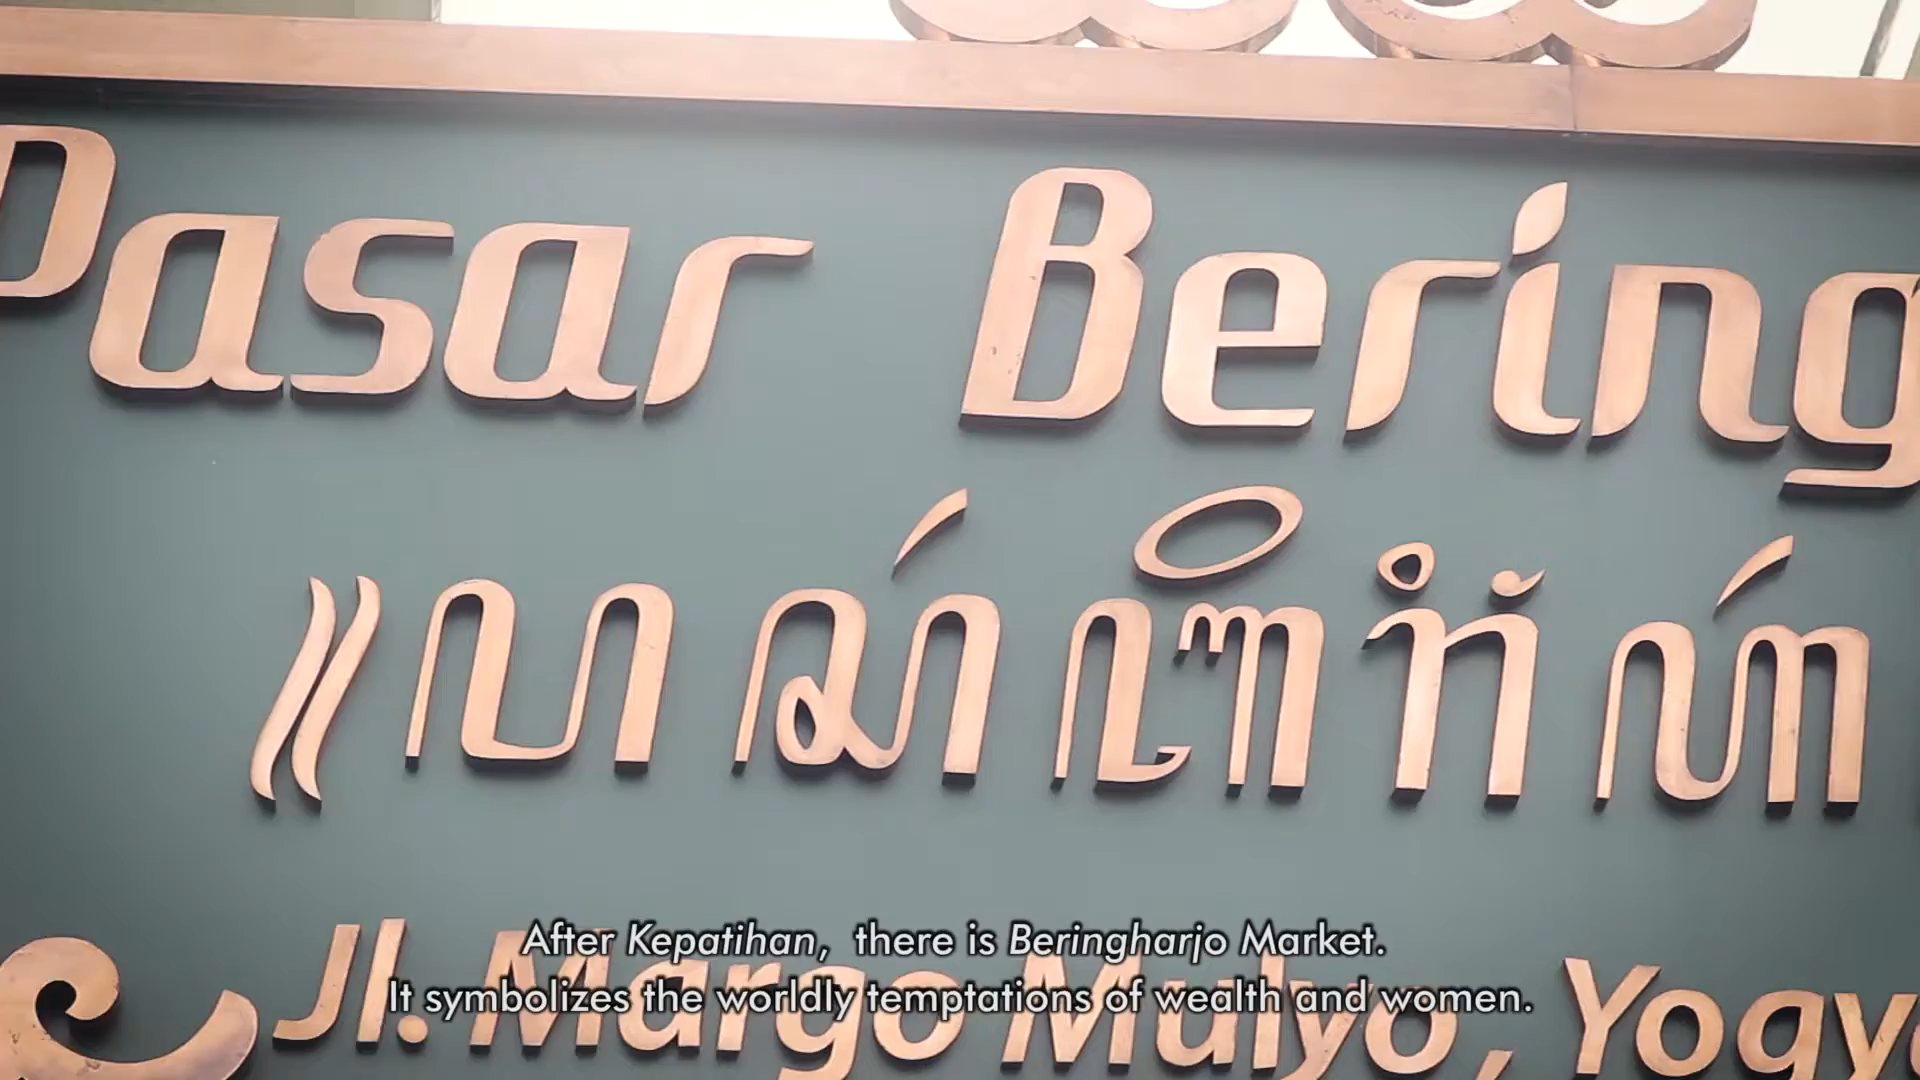 Pasar Bering
꧋ꦥꦱꦂꦧꦼꦫꦶꦁꦲꦂ
Jl. Margo Mulyo, Yogy
After Kepatihan, there is Beringharjo Market.
It symbolizes the worldly temptations of wealth and women.